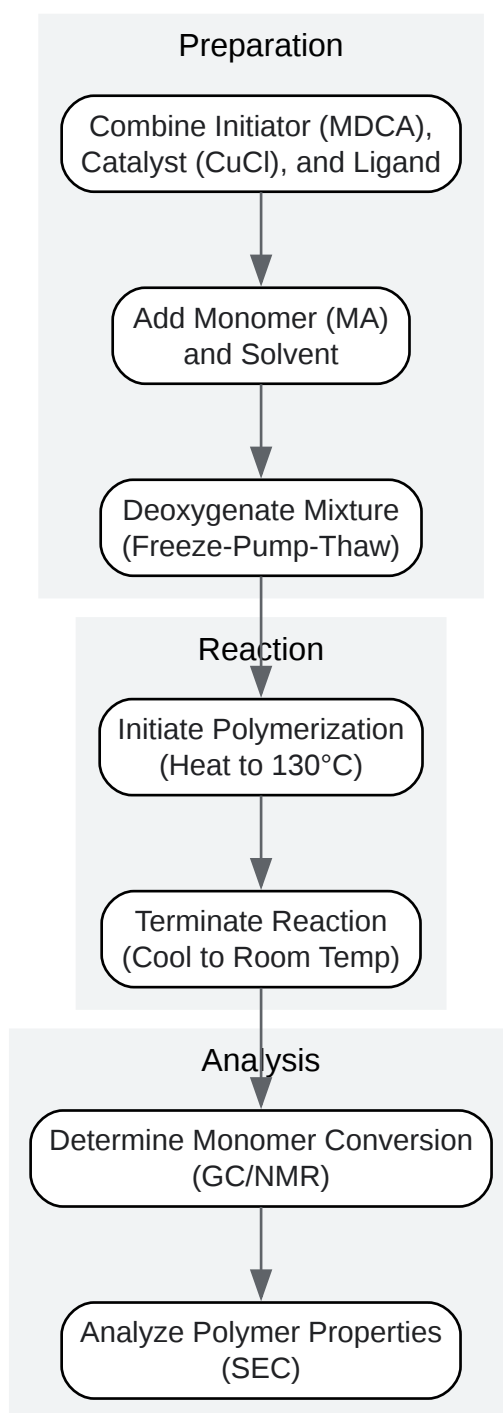 Preparation
Combine Initiator (MDCA),
Catalyst (CuCl), and Ligand
Add Monomer (MA)
and Solvent
Deoxygenate Mixture
(Freeze-Pump-Thaw)
Reaction
Initiate Polymerization
(Heat to 130°C)
Terminate Reaction
(Cool to Room Temp)
Analysis
Determine Monomer Conversion
(GC/NMR)
Analyze Polymer Properties
(SEC)